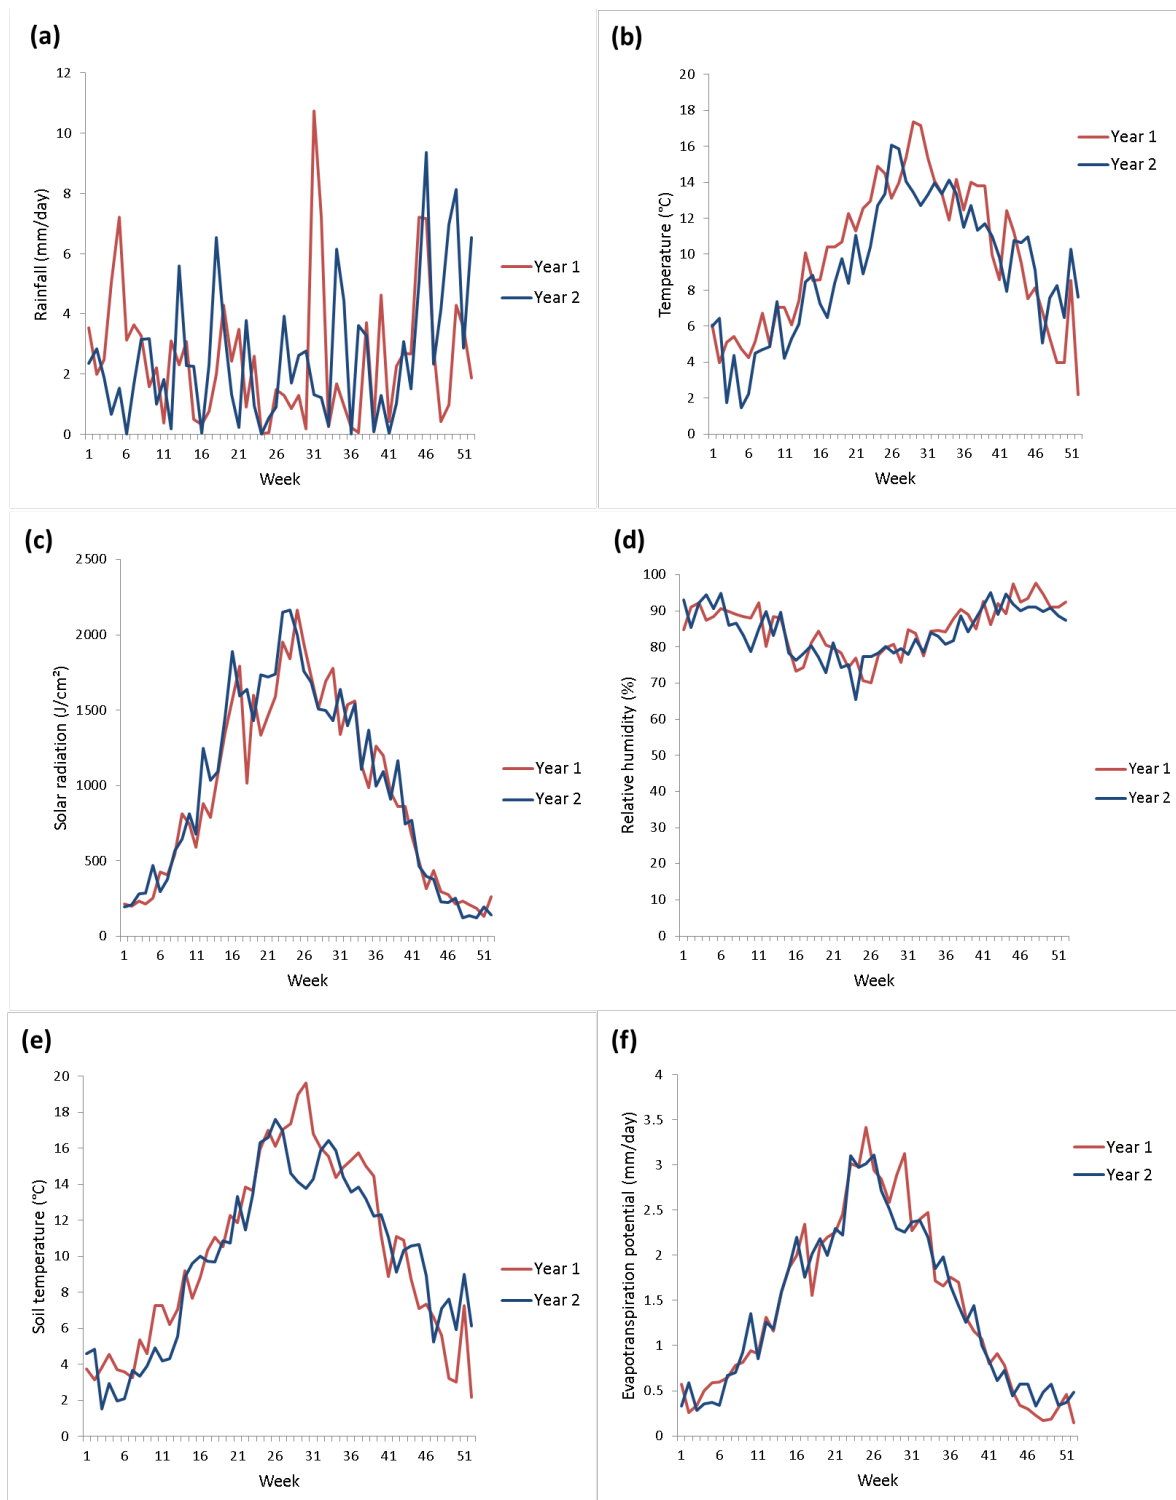 (a)
12
10
8
6
4
2
0
Rainfall (mm/day)
1 6 11 16 21 26 31 36 41 46 51
Week
Year 1
Year 2
(b)
20
18
16
14
12
10
8
6
4
2
0
Temperature (°C)
1 6 11 16 21 26 31 36 41 46 51
Week
Year 1
Year 2
(c)
2500
2000
1500
1000
500
0
Solar radiation (J/cm²)
1 6 11 16 21 26 31 36 41 46 51
Week
Year 1
Year 2
(d)
100
90
80
70
60
50
40
30
20
10
0
Relative humidity (%)
1 6 11 16 21 26 31 36 41 46 51
Week
Year 1
Year 2
(e)
20
18
16
14
12
10
8
6
4
2
0
Soil temperature (°C)
1 6 11 16 21 26 31 36 41 46 51
Week
Year 1
Year 2
(f)
4
3.5
3
2.5
2
1.5
1
0.5
0
Evapotranspiration potential (mm/day)
1 6 11 16 21 26 31 36 41 46 51
Week
Year 1
Year 2